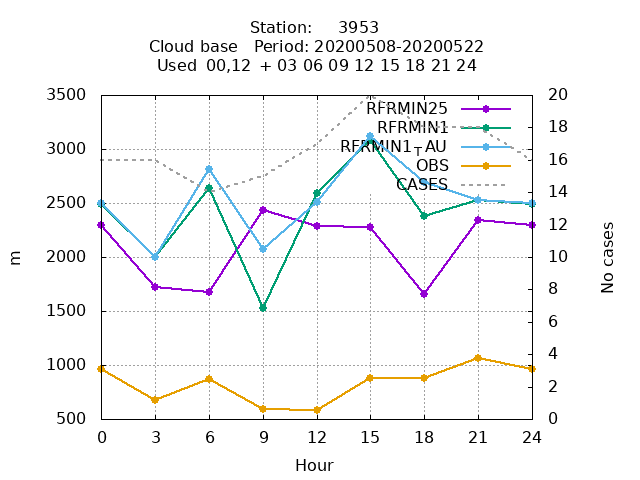 Station: 3953
Cloud base Period: 20200508-20200522
Used 00,12 + 03 06 09 12 15 18 21 24
3500
3000
2500
2000
1500
1000
500
m
RFRMIN25
RFRMIN1
RFRMIN1_AU
OBS
CASES
20
18
16
14
12
10
8
6
4
2
0
No cases
0 3 6 9 12 15 18 21 24
Hour